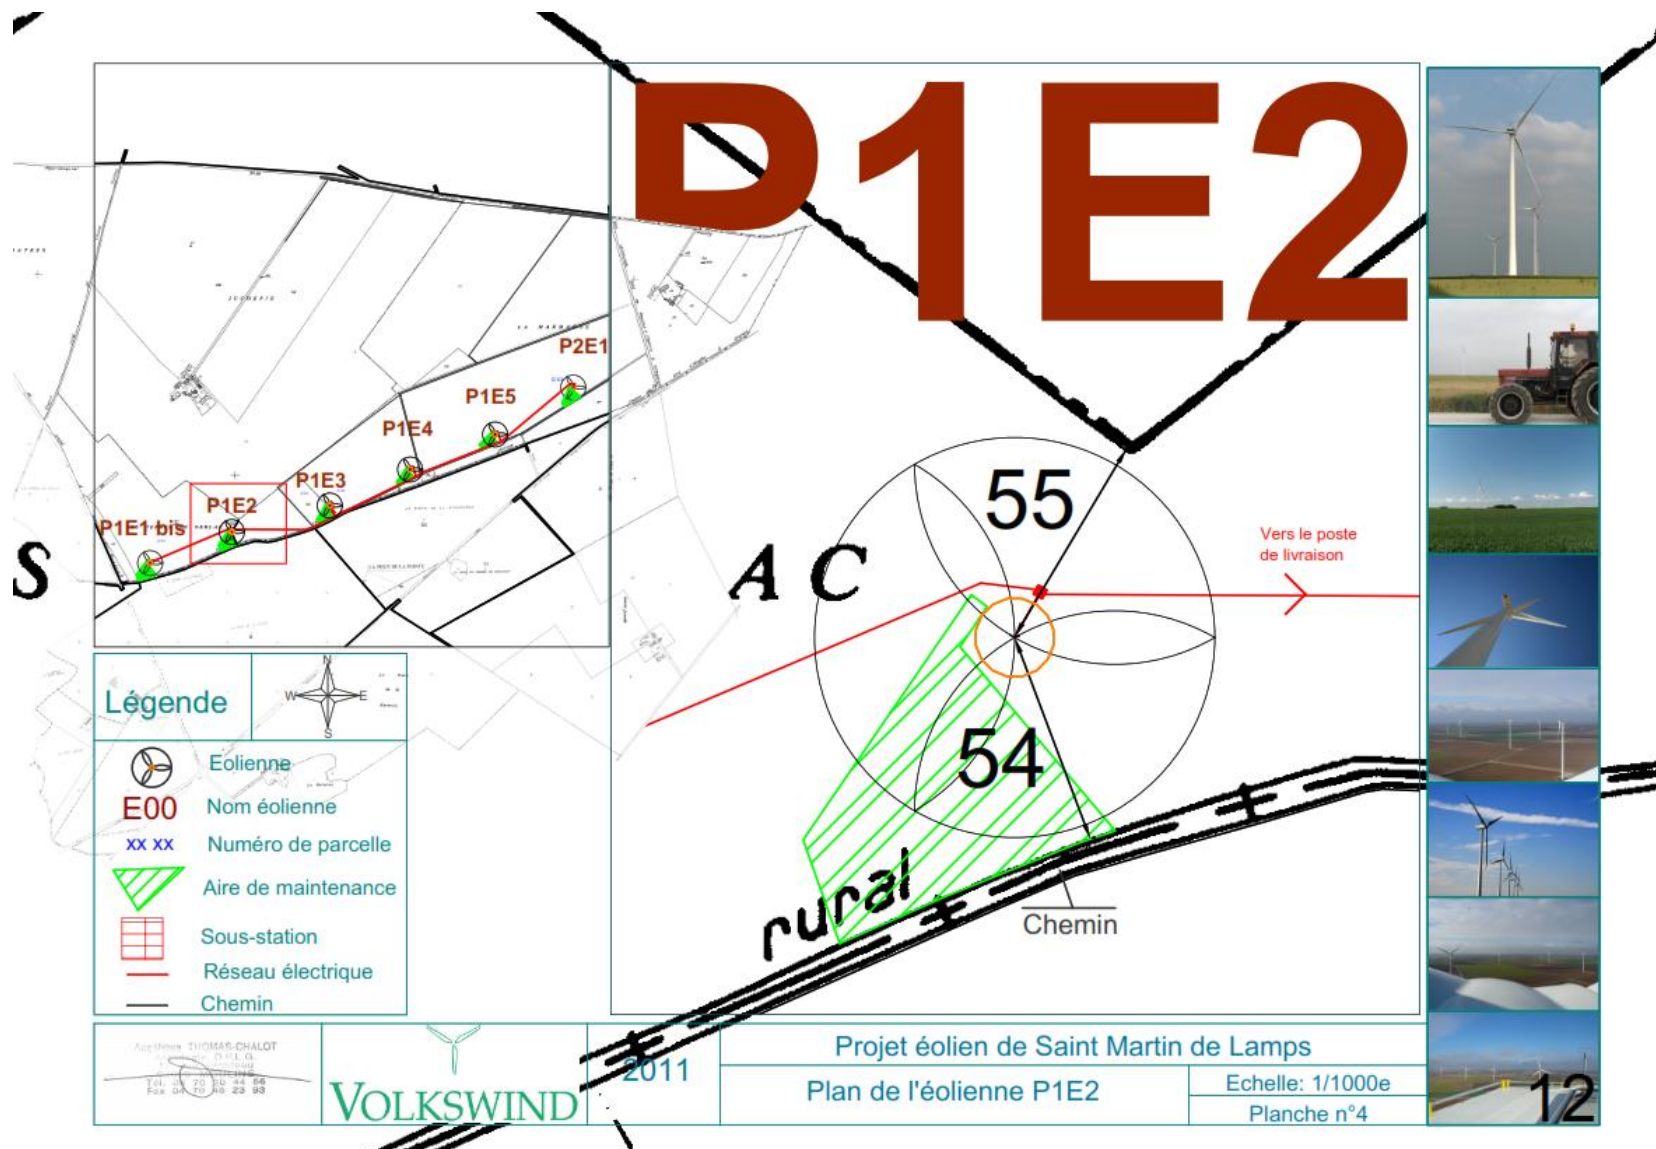 P1E2
P2E1
P1E5
P1E4
P1E3
P1E2
P1E1 bis
S
A C
55
54
Vers le poste
de livraison
rural
Chemin
Légende
N
W
E
S
Eolienne
E00
Nom éolienne
xx xx
Numéro de parcelle
Aire de maintenance
Sous-station
Réseau électrique
Chemin
THOMAS-CHALOT
VOLKSWIND
2011
Projet éolien de Saint Martin de Lamps
Plan de l'éolienne P1E2
Echelle: 1/1000e
Planche n°4
12